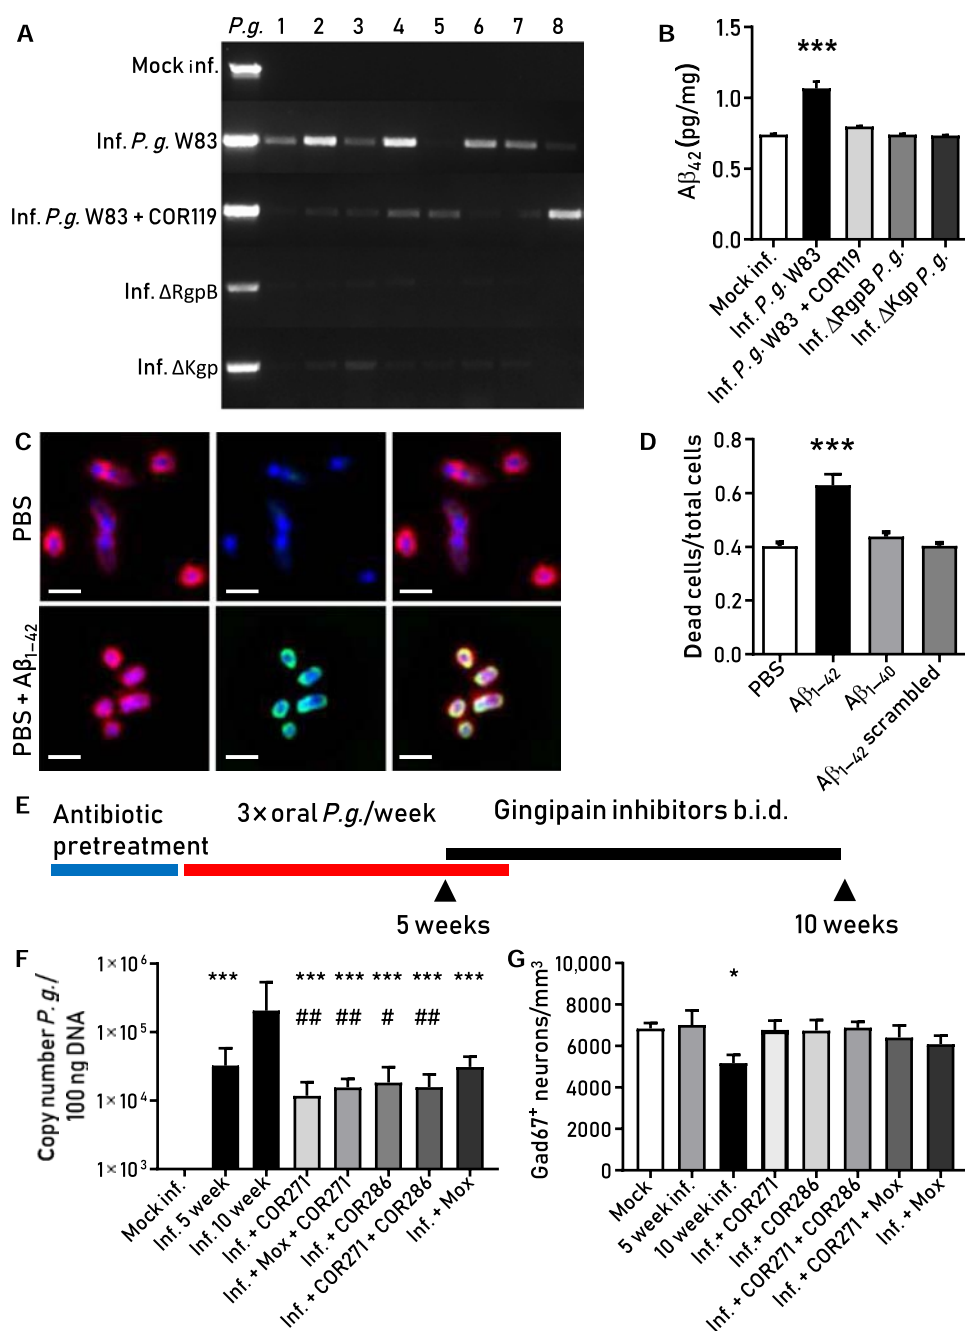 A
P.g. 1 2 3 4 5 6 7 8
Mock inf.
Inf. P. g. W83
Inf. P.g. W83 + COR119
Inf. ΔRgpB
Inf. ΔKgp
B
Aβ42 (pg/mg)
1.5
1.0
0.5
0.0
***
Mock inf.
Inf. P. g. W83
Inf. P.g. W83 + COR119
Inf. ΔRgpB P.g.
Inf. ΔKgp P.g.
C
PBS
PBS + Aβ1–42
D
Dead cells/total cells
0.8
0.6
0.4
0.2
0.0
***
PBS
Aβ1–42
Aβ1–40
Aβ1–42 scrambled
E
Antibiotic
pretreatment
3× oral P.g./week
Gingipain inhibitors b.i.d.
5 weeks
10 weeks
F
Copy number P.g./
100 ng DNA
1×10⁶
1×10⁵
1×10⁴
1×10³
*** *** *** *** *** ***
## ## # ##
Mock inf.
Inf. 5 week
Inf. 10 week
Inf. + COR271
Inf. + Mox + COR271
Inf. + COR286
Inf. + COR271 + COR286
Inf. + Mox
G
Gad67⁺ neurons/mm³
10,000
8000
6000
4000
2000
0
*
Mock
5 week inf.
10 week inf.
Inf. + COR271
Inf. + COR286
Inf. + COR271 + COR286
Inf. + COR271 + Mox
Inf. + Mox